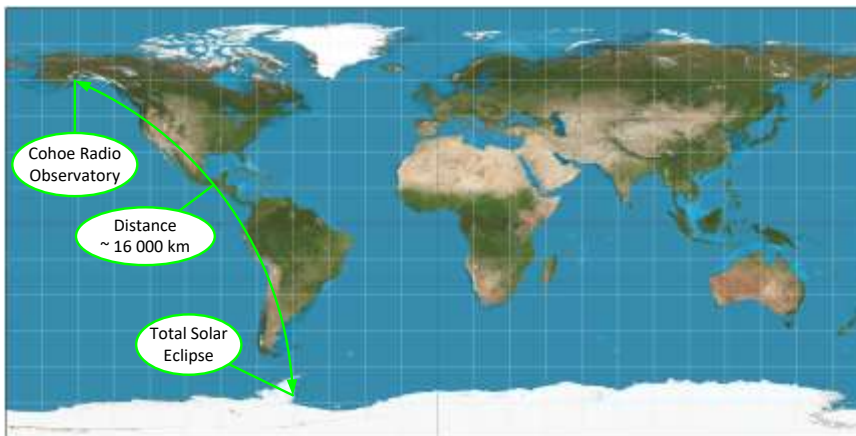 Cohoe Radio
Observatory
Distance
~ 16 000 km
Total Solar
Eclipse